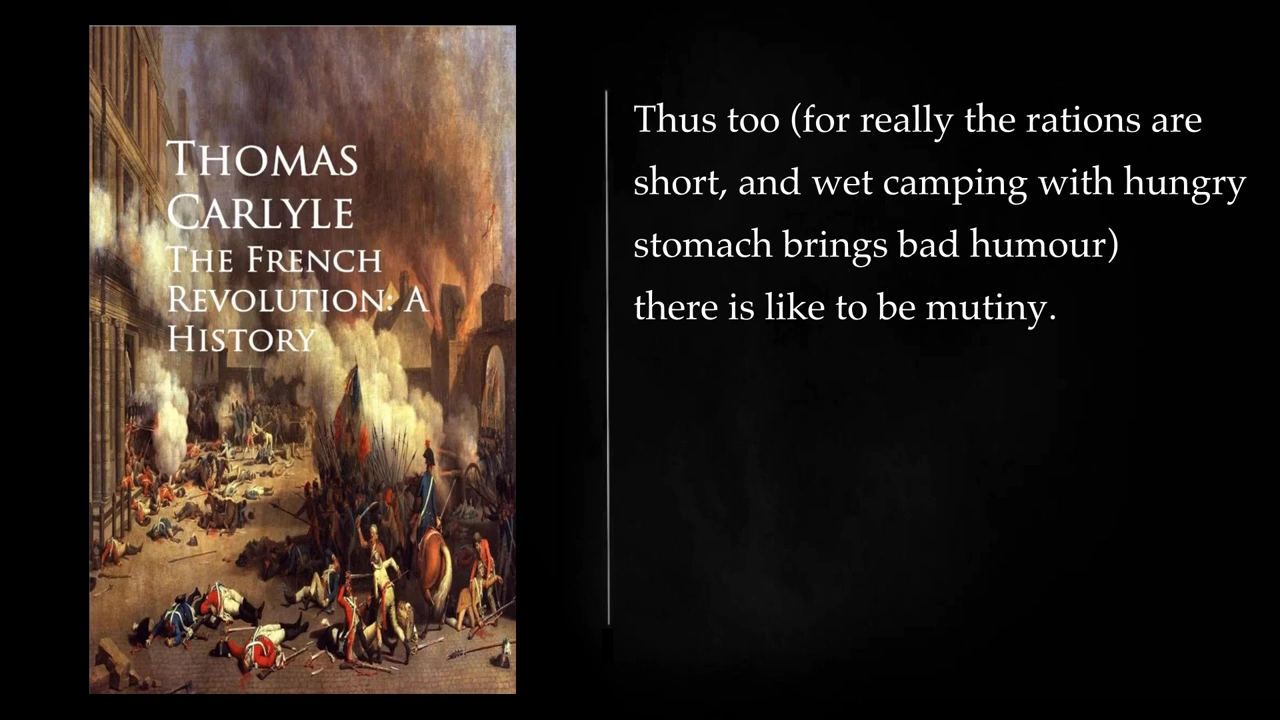 THOMAS
CARLYLE
THE FRENCH
REVOLUTION: A
HISTORY
Thus too (for really the rations are
short, and wet camping with hungry
stomach brings bad humour)
there is like to be mutiny.